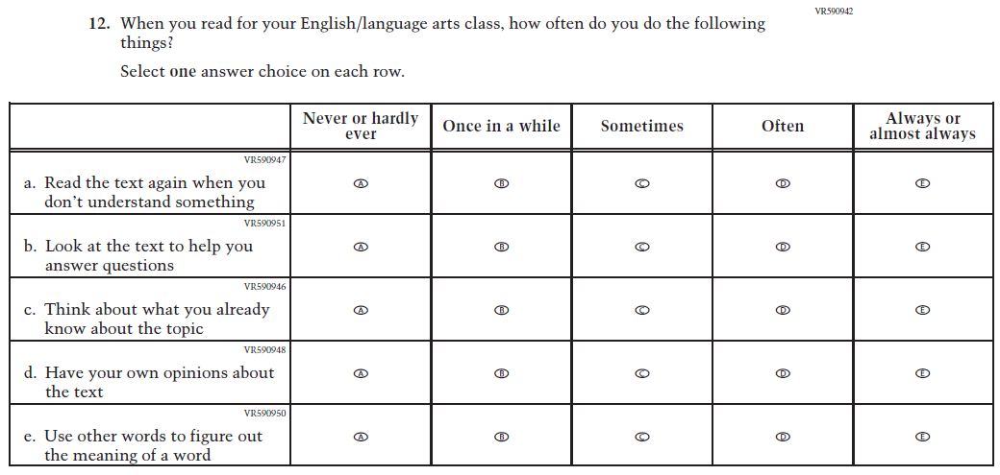 VR590942
12. When you read for your English/language arts class, how often do you do the following
things?
Select one answer choice on each row.
Never or hardly
ever
Once in a while
Sometimes
Often
Always or
almost always
VR590947
a. Read the text again when you
don’t understand something
A B C D E
VR590951
b. Look at the text to help you
answer questions
A B C D E
VR590946
c. Think about what you already
know about the topic
A B C D E
VR590948
d. Have your own opinions about
the text
A B C D E
VR590950
e. Use other words to figure out
the meaning of a word
A B C D E